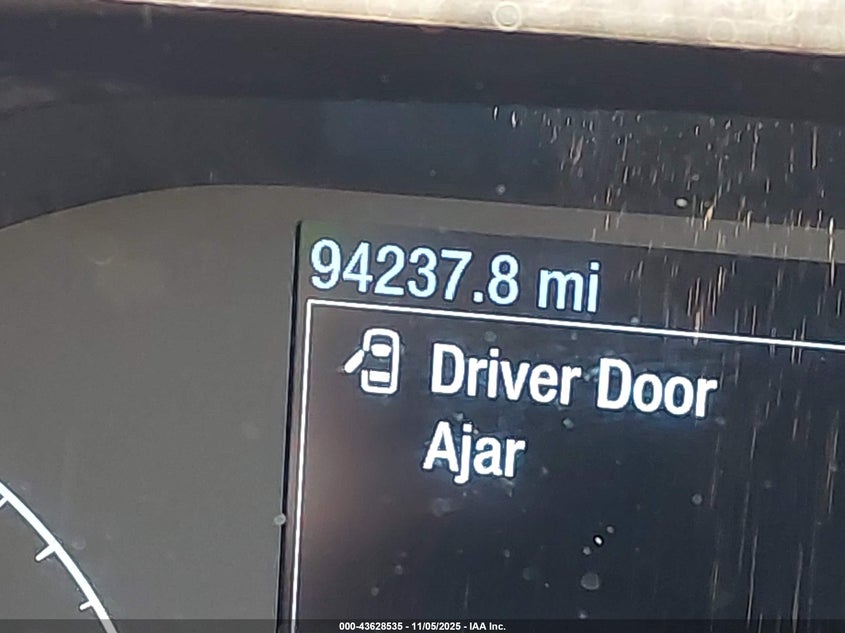 94237.8 mi
Driver Door
Ajar
000-43628535 - 11/05/2025 - IAA Inc.